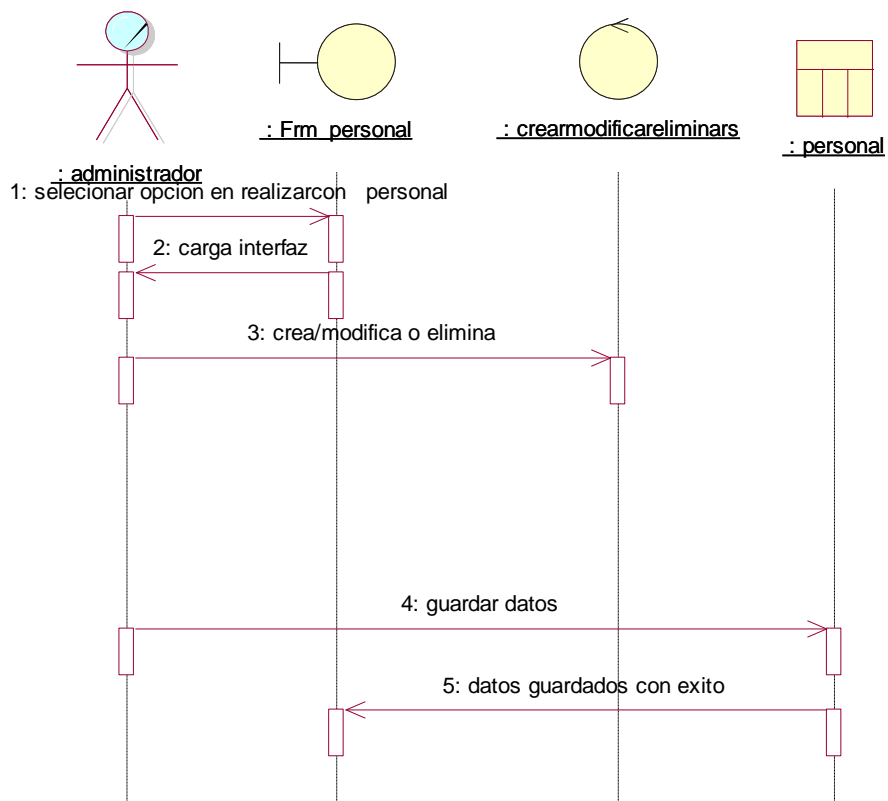 : Frm_personal
: crearmodificareliminars
: personal
: administrador
1: selecionar opcion en realizarcon personal
2: carga interfaz
3: crea/modifica o elimina
4: guardar datos
5: datos guardados con exito